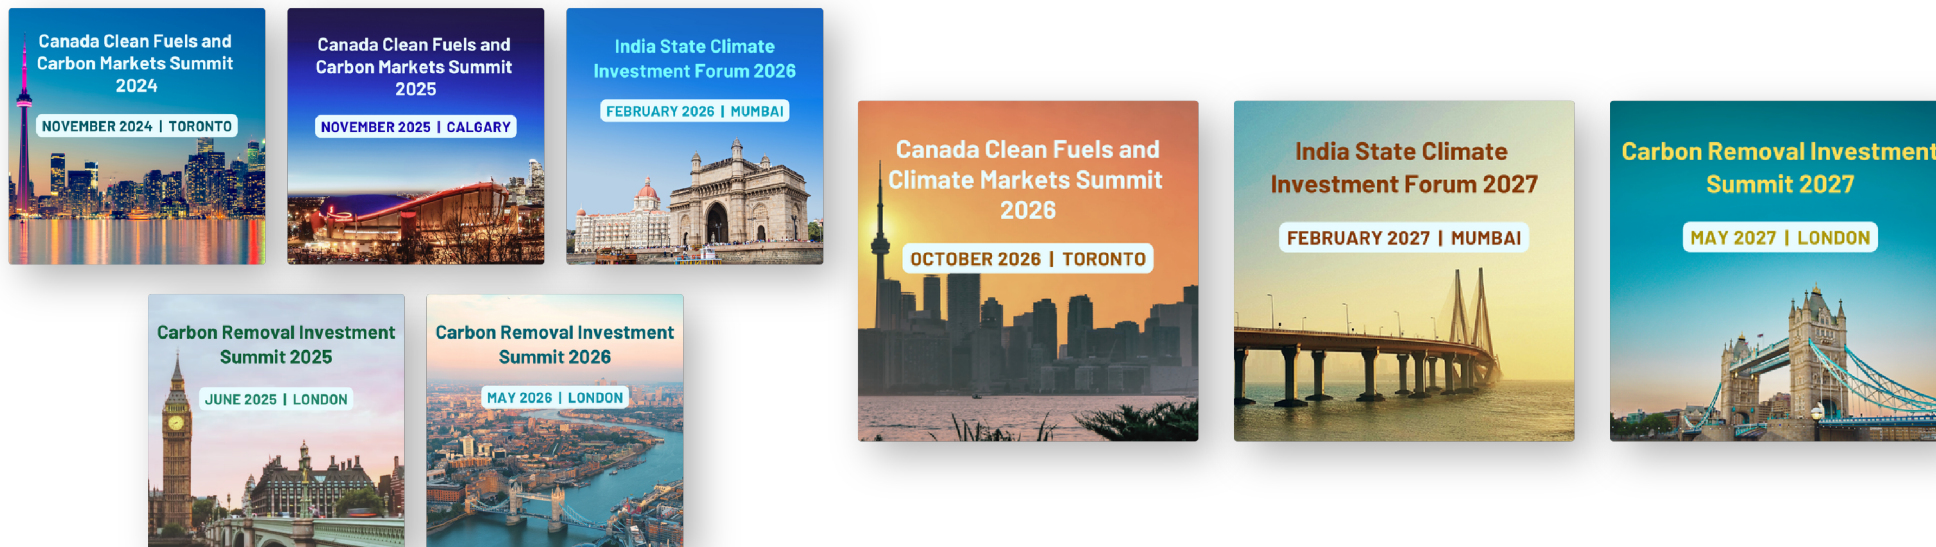 Canada Clean Fuels and
Carbon Markets Summit
2024
NOVEMBER 2024 | TORONTO
Canada Clean Fuels and
Carbon Markets Summit
2025
NOVEMBER 2025 | CALGARY
India State Climate
Investment Forum 2026
FEBRUARY 2026 | MUMBAI
Carbon Removal Investment
Summit 2025
JUNE 2025 | LONDON
Carbon Removal Investment
Summit 2026
MAY 2026 | LONDON
Canada Clean Fuels and
Climate Markets Summit
2026
OCTOBER 2026 | TORONTO
India State Climate
Investment Forum 2027
FEBRUARY 2027 | MUMBAI
Carbon Removal Investment
Summit 2027
MAY 2027 | LONDON